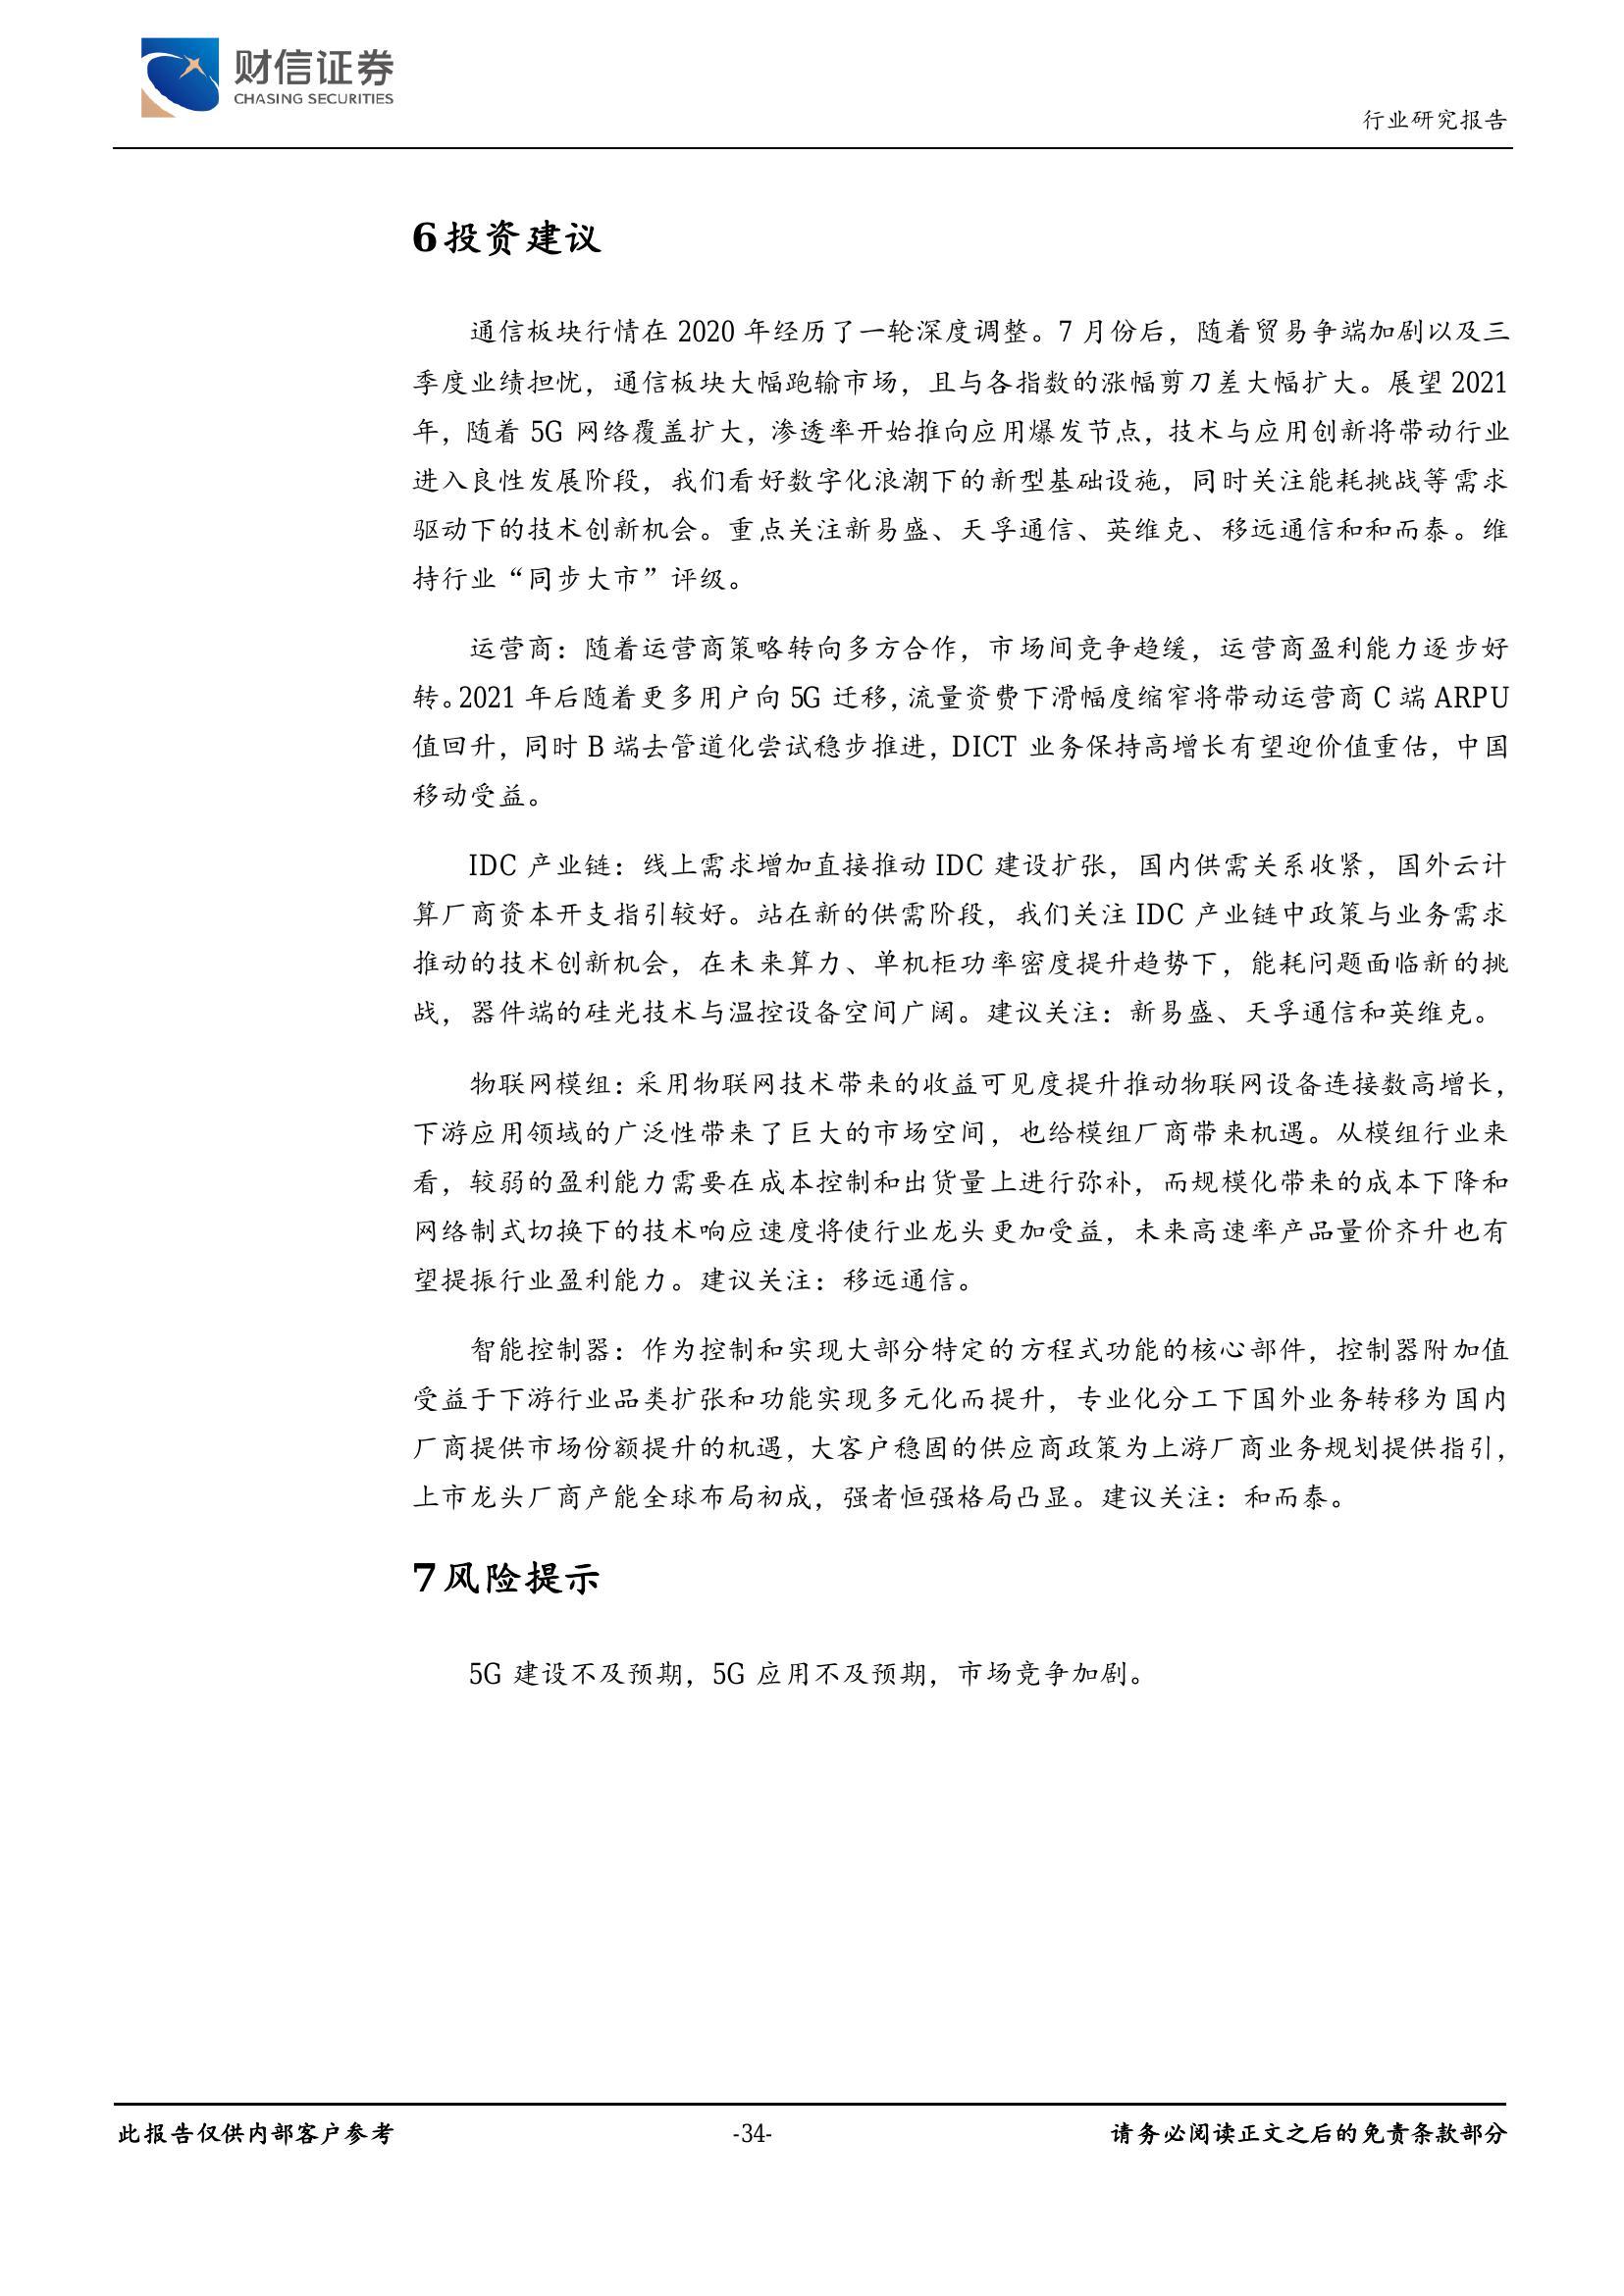 财信证券
CHASING SECURITIES
行业研究报告
6 投资建议
通信板块行情在 2020 年经历了一轮深度调整。7 月份后，随着贸易争端加剧以及三
季度业绩担忧，通信板块大幅跑输市场，且与各指数的涨幅剪刀差大幅扩大。展望 2021
年，随着 5G 网络覆盖扩大，渗透率开始推向应用爆发节点，技术与应用创新将带动行业
进入良性发展阶段，我们看好数字化浪潮下的新型基础设施，同时关注能耗挑战等需求
驱动下的技术创新机会。重点关注新易盛、天孚通信、英维克、移远通信和和而泰。维
持行业“同步大市”评级。
运营商：随着运营商策略转向多方合作，市场间竞争趋缓，运营商盈利能力逐步好
转。2021 年后随着更多用户向 5G 迁移，流量资费下滑幅度缩窄将带动运营商 C 端 ARPU
值回升，同时 B 端去管道化尝试稳步推进，DICT 业务保持高增长有望迎价值重估，中国
移动受益。
IDC 产业链：线上需求增加直接推动 IDC 建设扩张，国内供需关系收紧，国外云计
算厂商资本开支指引较好。站在新的供需阶段，我们关注 IDC 产业链中政策与业务需求
推动的技术创新机会，在未来算力、单机柜功率密度提升趋势下，能耗问题面临新的挑
战，器件端的硅光技术与温控设备空间广阔。建议关注：新易盛、天孚通信和英维克。
物联网模组：采用物联网技术带来的收益可见度提升推动物联网设备连接数高增长，
下游应用领域的广泛性带来了巨大的市场空间，也给模组厂商带来机遇。从模组行业来
看，较弱的盈利能力需要在成本控制和出货量上进行弥补，而规模化带来的成本下降和
网络制式切换下的技术响应速度将使行业龙头更加受益，未来高速率产品量价齐升也有
望提振行业盈利能力。建议关注：移远通信。
智能控制器：作为控制和实现大部分特定的方程式功能的核心部件，控制器附加值
受益于下游行业品类扩张和功能实现多元化而提升，专业化分工下国外业务转移为国内
厂商提供市场份额提升的机遇，大客户稳固的供应商政策为上游厂商业务规划提供指引，
上市龙头厂商产能全球布局初成，强者恒强格局凸显。建议关注：和而泰。
7 风险提示
5G 建设不及预期，5G 应用不及预期，市场竞争加剧。
此报告仅供内部客户参考
-34-
请务必阅读正文之后的免责条款部分